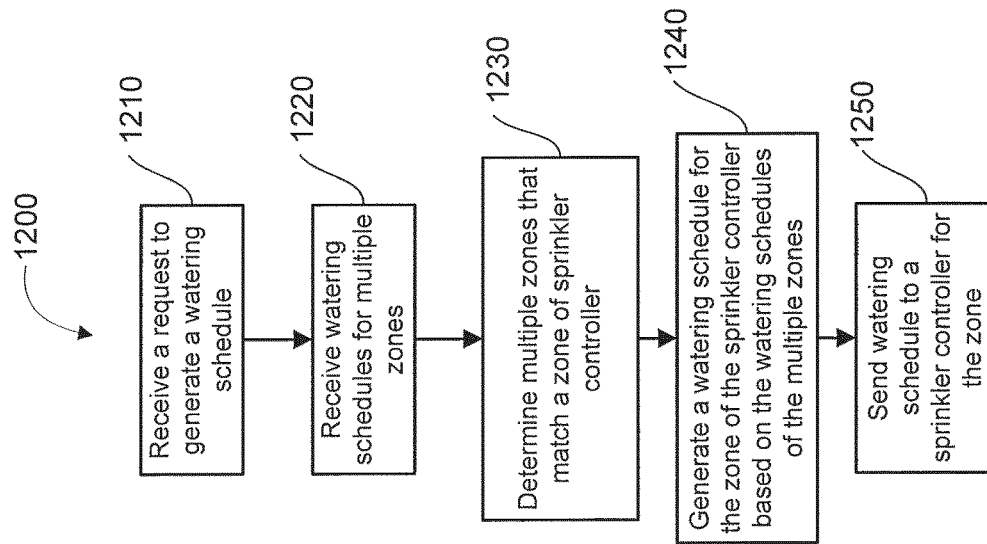 1200
1210
Receive a request to
generate a watering
schedule
1220
Receive watering
schedules for multiple
zones
1230
Determine multiple zones that
match a zone of sprinkler
controller
1240
Generate a watering schedule for
the zone of the sprinkler controller
based on the watering schedules
of the multiple zones
1250
Send watering
schedule to a
sprinkler controller for
the zone